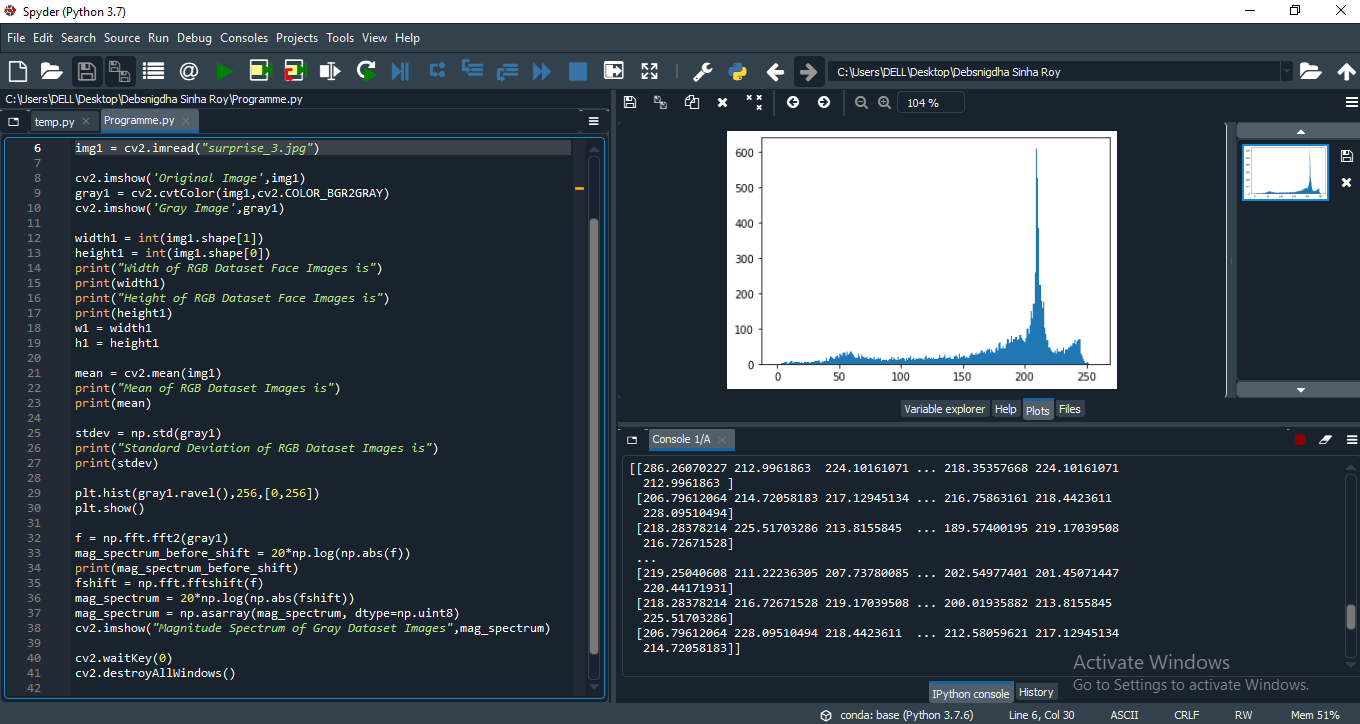 Spyder (Python 3.7)
File Edit Search Source Run Debug Consoles Projects Tools View Help
C:\Users\DELL\Desktop\Debsnigdha Sinha Roy
C:\Users\DELL\Desktop\Debsnigdha Sinha Roy\Programme.py
temp.py Programme.py
6 img1 = cv2.imread("surprise_3.jpg")
7
8 cv2.imshow('Original Image',img1)
9 gray1 = cv2.cvtColor(img1,cv2.COLOR_BGR2GRAY)
10 cv2.imshow('Gray Image',gray1)
11
12 width1 = int(img1.shape[1])
13 height1 = int(img1.shape[0])
14 print("Width of RGB Dataset Face Images is")
15 print(width1)
16 print("Height of RGB Dataset Face Images is")
17 print(height1)
18 w1 = width1
19 h1 = height1
20
21 mean = cv2.mean(img1)
22 print("Mean of RGB Dataset Images is")
23 print(mean)
24
25 stdev = np.std(gray1)
26 print("Standard Deviation of RGB Dataset Images is")
27 print(stdev)
28
29 plt.hist(gray1.ravel(),256,[0,256])
30 plt.show()
31
32 f = np.fft.fft2(gray1)
33 mag_spectrum_before_shift = 20*np.log(np.abs(f))
34 print(mag_spectrum_before_shift)
35 fshift = np.fft.fftshift(f)
36 mag_spectrum = 20*np.log(np.abs(fshift))
37 mag_spectrum = np.asarray(mag_spectrum, dtype=np.uint8)
38 cv2.imshow("Magnitude Spectrum of Gray Dataset Images",mag_spectrum)
39
40 cv2.waitKey(0)
41 cv2.destroyAllWindows()
42
104 %
600
500
400
300
200
100
0
0 50 100 150 200 250
Variable explorer Help Plots Files
Console 1/A
[[286.26070227 212.9961863 224.10161071 ... 218.35357668 224.10161071
212.9961863 ]
[206.79612064 214.72058183 217.12945134 ... 216.75863161 218.4423611
228.09510494]
[218.28378214 225.51703286 213.8155845 ... 189.57400195 219.17039508
216.72671528]
...
[219.25040608 211.22236305 207.73780085 ... 202.54977401 201.45071447
220.44171931]
[218.28378214 216.72671528 219.17039508 ... 200.01935882 213.8155845
225.51703286]
[206.79612064 228.09510494 218.4423611 ... 212.58059621 217.12945134
214.72058183]]
Activate Windows
Go to Settings to activate Windows.
IPython console History
conda: base (Python 3.7.6) Line 6, Col 30 ASCII CRLF RW Mem 51%